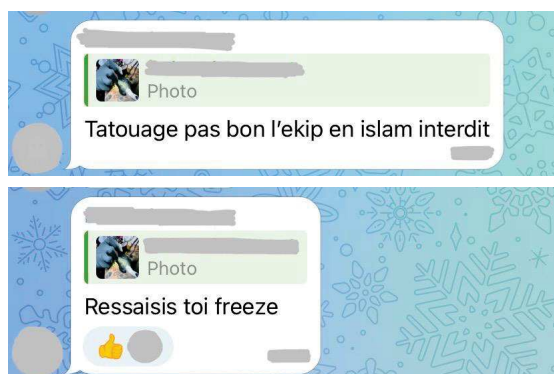 Photo
Tatouage pas bon l'ekip en islam interdit
Photo
Ressaisis toi freeze